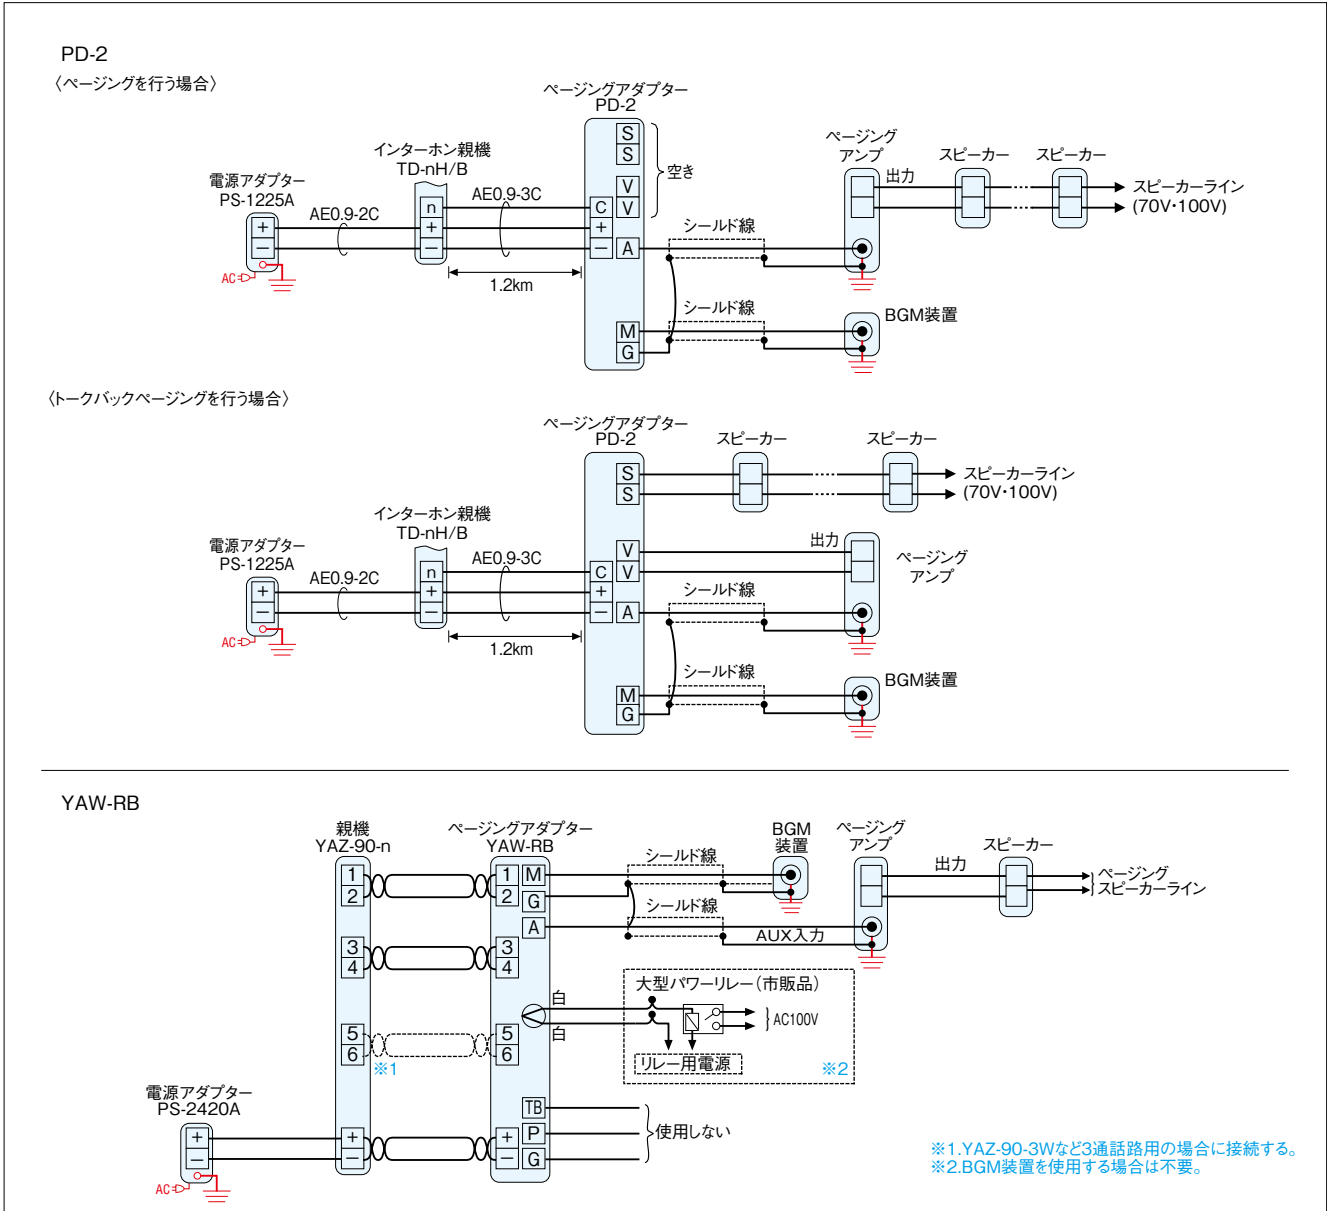 PD-2
〈ページングを行う場合〉
ページングアダプター
PD-2
S
S
V
V
空き
C
+
−
A
M
G
インターホン親機
TD-nH/B
n
+
−
AE0.9-3C
1.2km
電源アダプター
PS-1225A
+
−
AC
AE0.9-2C
シールド線
シールド線
ページング
アンプ
出力
スピーカー
スピーカー
スピーカーライン
(70V・100V)
BGM装置
〈トークバックページングを行う場合〉
ページングアダプター
PD-2
S
S
V
V
C
+
−
A
M
G
スピーカー
スピーカー
スピーカーライン
(70V・100V)
インターホン親機
TD-nH/B
n
+
−
AE0.9-3C
1.2km
電源アダプター
PS-1225A
+
−
AC
AE0.9-2C
出力
ページング
アンプ
シールド線
シールド線
BGM装置
YAW-RB
親機
YAZ-90-n
1
2
3
4
5
6
+
−
※1
ページングアダプター
YAW-RB
1
2
3
4
5
6
+
−
M
G
A
TB
P
G
使用しない
シールド線
シールド線
AUX入力
BGM
装置
ページング
アンプ
出力
スピーカー
ページング
スピーカーライン
白
白
大型パワーリレー(市販品)
AC100V
リレー用電源
※2
電源アダプター
PS-2420A
+
−
AC
※1.YAZ-90-3Wなど3通話路用の場合に接続する。
※2.BGM装置を使用する場合は不要。